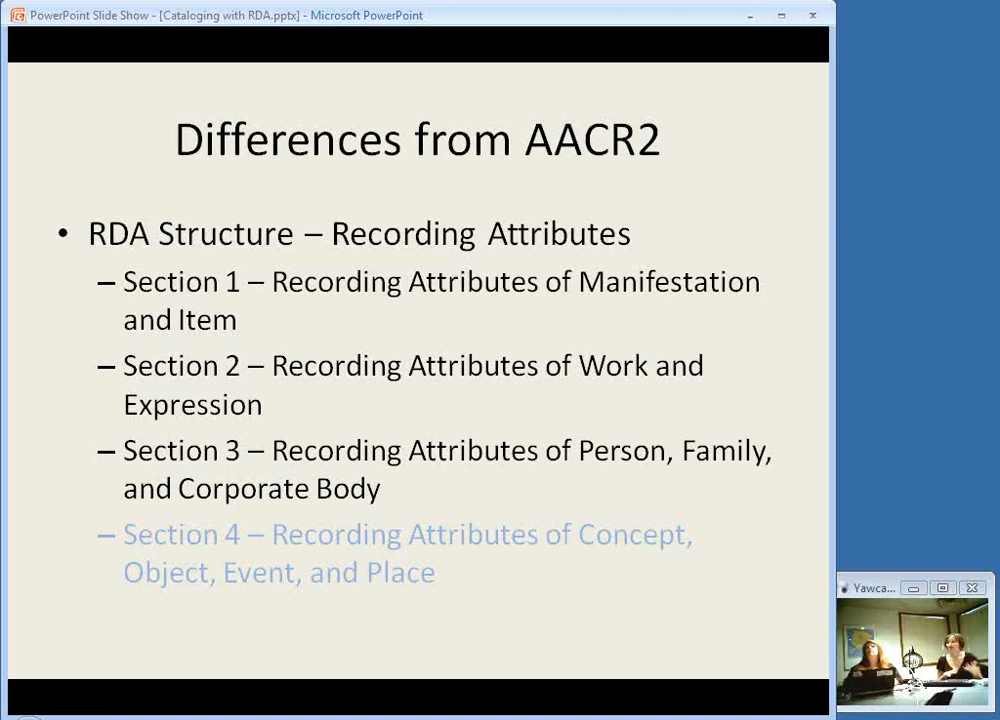 PowerPoint Slide Show - [Cataloging with RDA.pptx] - Microsoft PowerPoint
Differences from AACR2
• RDA Structure – Recording Attributes
– Section 1 – Recording Attributes of Manifestation
and Item
– Section 2 – Recording Attributes of Work and
Expression
– Section 3 – Recording Attributes of Person, Family,
and Corporate Body
– Section 4 – Recording Attributes of Concept,
Object, Event, and Place
Yawca...